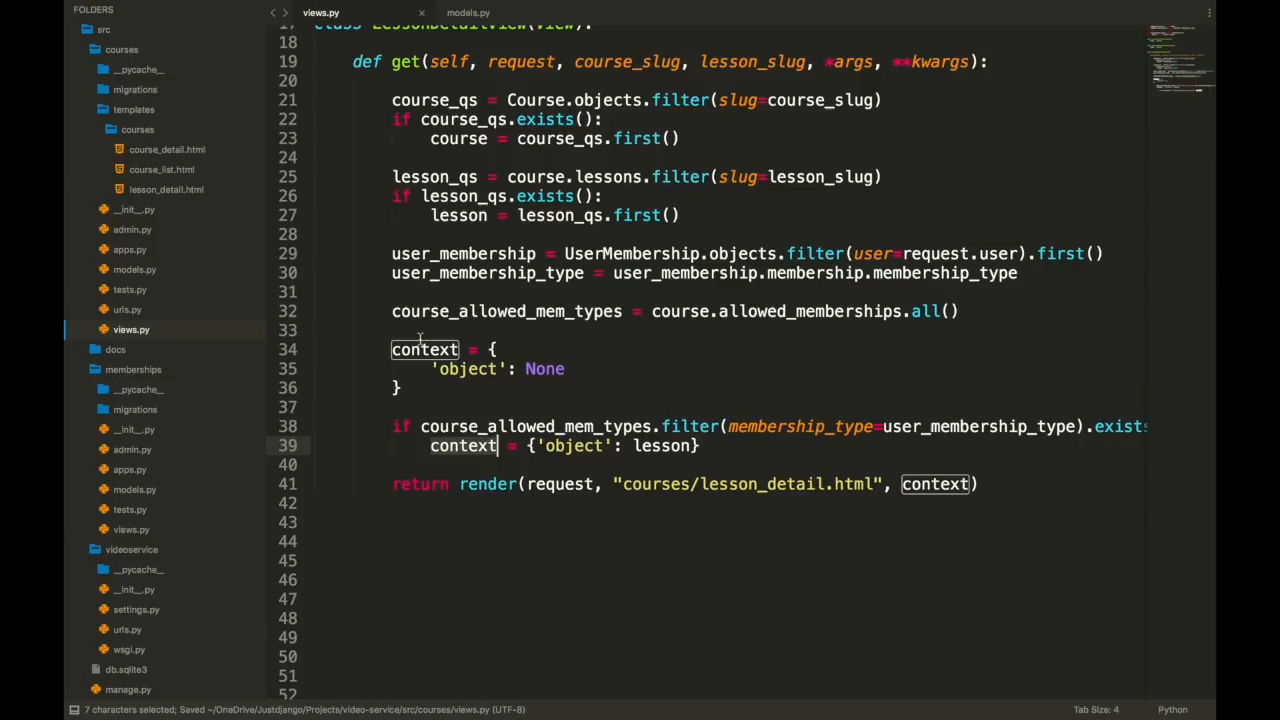 FOLDERS
src
courses
__pycache__
migrations
templates
courses
course_detail.html
course_list.html
lesson_detail.html
__init__.py
admin.py
apps.py
models.py
tests.py
urls.py
views.py
docs
memberships
__pycache__
migrations
__init__.py
admin.py
apps.py
models.py
tests.py
views.py
videoservice
__pycache__
__init__.py
settings.py
urls.py
wsgi.py
db.sqlite3
manage.py
views.py × models.py
17 class LessonDetailView(View):
18
19 def get(self, request, course_slug, lesson_slug, *args, **kwargs):
20
21 course_qs = Course.objects.filter(slug=course_slug)
22 if course_qs.exists():
23 course = course_qs.first()
24
25 lesson_qs = course.lessons.filter(slug=lesson_slug)
26 if lesson_qs.exists():
27 lesson = lesson_qs.first()
28
29 user_membership = UserMembership.objects.filter(user=request.user).first()
30 user_membership_type = user_membership.membership.membership_type
31
32 course_allowed_mem_types = course.allowed_memberships.all()
33
34 context = {
35 'object': None
36 }
37
38 if course_allowed_mem_types.filter(membership_type=user_membership_type).exists
39 context = {'object': lesson}
40
41 return render(request, "courses/lesson_detail.html", context)
42
43
44
45
46
47
48
49
50
51
52
7 characters selected; Saved ~/OneDrive/Justdjango/Projects/video-service/src/courses/views.py (UTF-8)
Tab Size: 4
Python